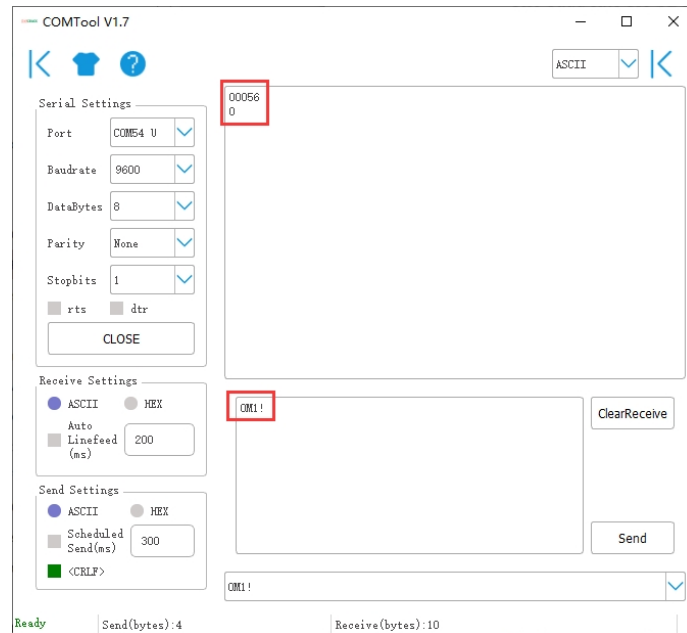 COMTool V1.7
ASCII
Serial Settings
Port COM54 U
Baudrate 9600
DataBytes 8
Parity None
Stopbits 1
rts dtr
CLOSE
00056
0
Receive Settings
ASCII HEX
Auto
Linefeed
(ms)
200
0M1!
ClearReceive
Send Settings
ASCII HEX
Scheduled
Send(ms)
300
<CRLF>
Send
0M1!
Ready Send(bytes):4 Receive(bytes):10